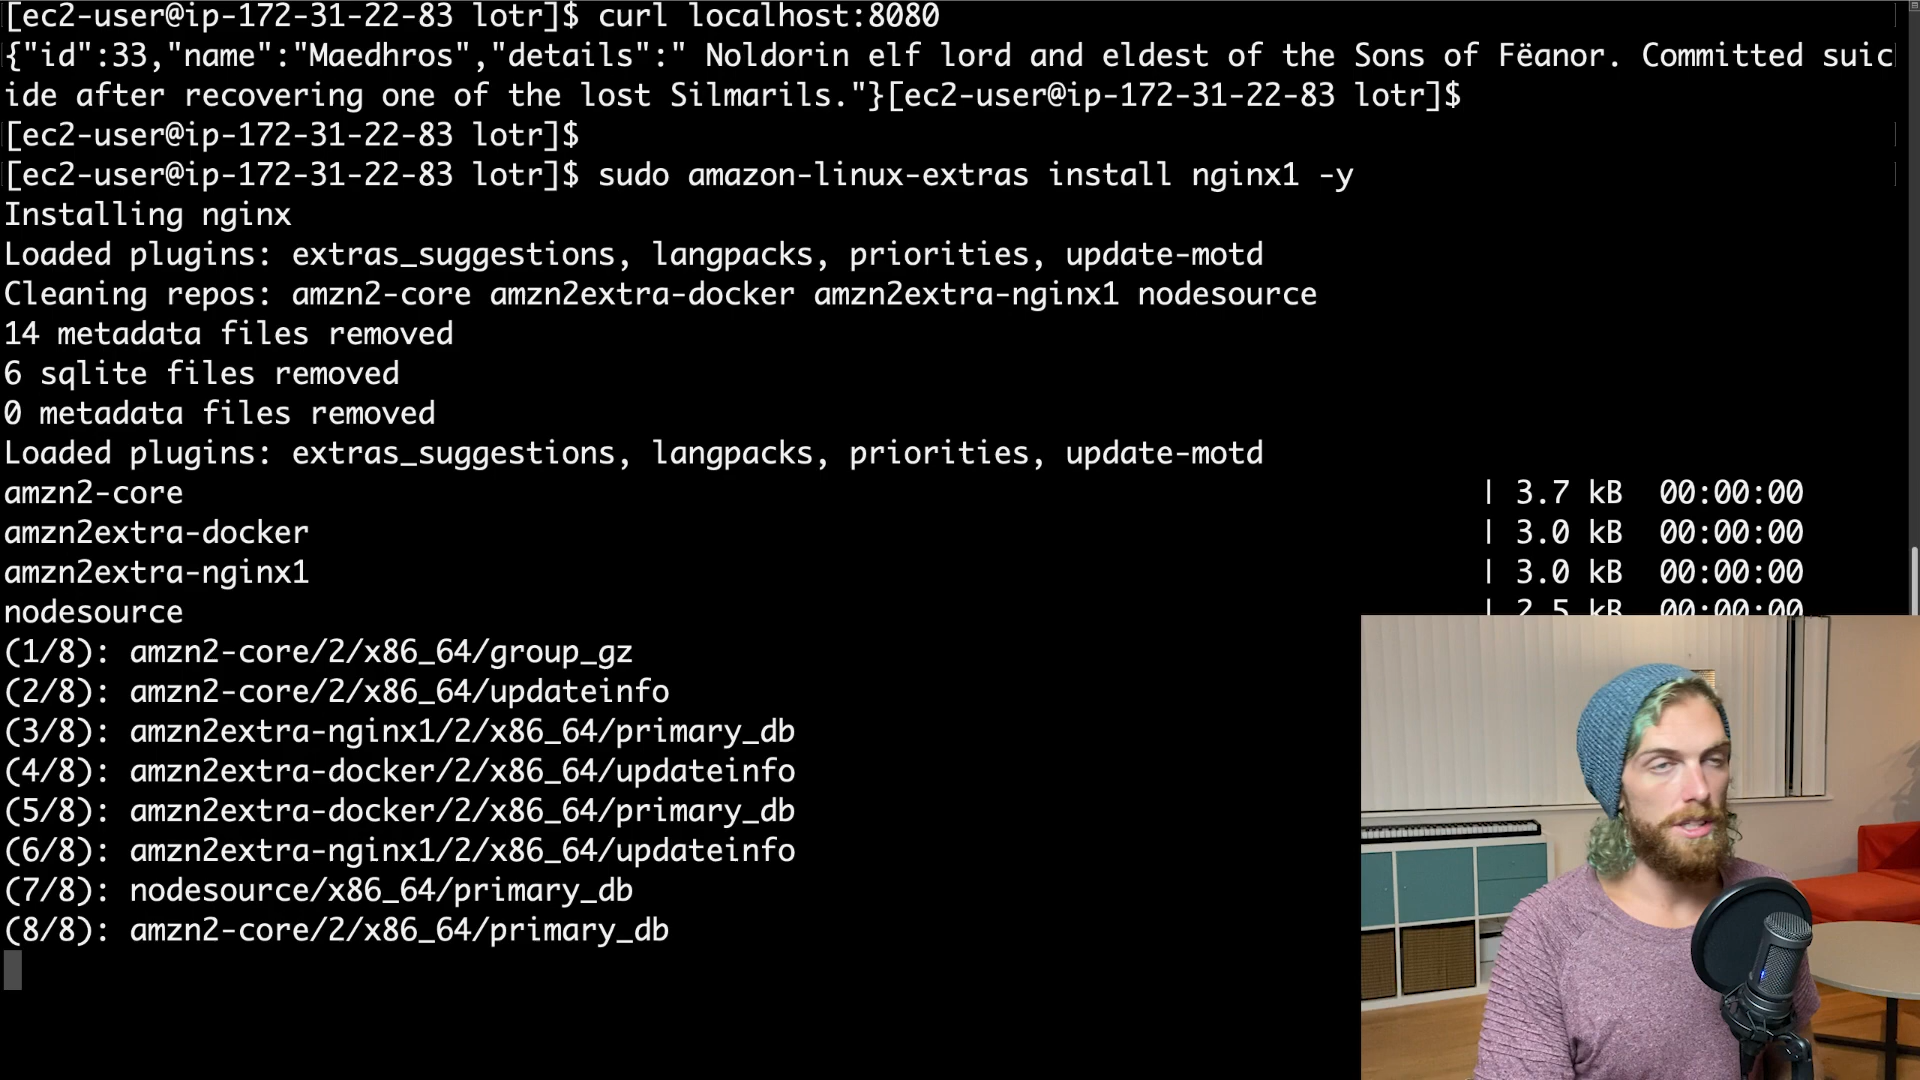 [ec2-user@ip-172-31-22-83 lotr]$ curl localhost:8080
{"id":33,"name":"Maedhros","details":" Noldorin elf lord and eldest of the Sons of Fëanor. Committed suic
ide after recovering one of the lost Silmarils."}[ec2-user@ip-172-31-22-83 lotr]$
[ec2-user@ip-172-31-22-83 lotr]$
[ec2-user@ip-172-31-22-83 lotr]$ sudo amazon-linux-extras install nginx1 -y
Installing nginx
Loaded plugins: extras_suggestions, langpacks, priorities, update-motd
Cleaning repos: amzn2-core amzn2extra-docker amzn2extra-nginx1 nodesource
14 metadata files removed
6 sqlite files removed
0 metadata files removed
Loaded plugins: extras_suggestions, langpacks, priorities, update-motd
amzn2-core | 3.7 kB 00:00:00
amzn2extra-docker | 3.0 kB 00:00:00
amzn2extra-nginx1 | 3.0 kB 00:00:00
nodesource | 2.5 kB 00:00:00
(1/8): amzn2-core/2/x86_64/group_gz
(2/8): amzn2-core/2/x86_64/updateinfo
(3/8): amzn2extra-nginx1/2/x86_64/primary_db
(4/8): amzn2extra-docker/2/x86_64/updateinfo
(5/8): amzn2extra-docker/2/x86_64/primary_db
(6/8): amzn2extra-nginx1/2/x86_64/updateinfo
(7/8): nodesource/x86_64/primary_db
(8/8): amzn2-core/2/x86_64/primary_db